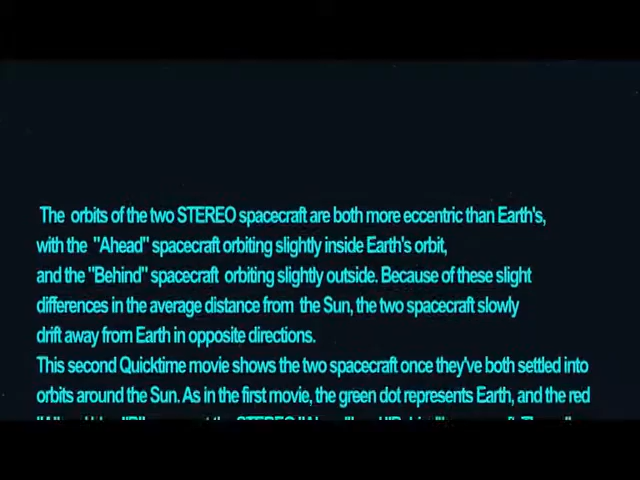 The orbits of the two STEREO spacecraft are both more eccentric than Earth's,
with the "Ahead" spacecraft orbiting slightly inside Earth's orbit,
and the "Behind" spacecraft orbiting slightly outside. Because of these slight
differences in the average distance from the Sun, the two spacecraft slowly
drift away from Earth in opposite directions.
This second Quicktime movie shows the two spacecraft once they've both settled into
orbits around the Sun. As in the first movie, the green dot represents Earth, and the red